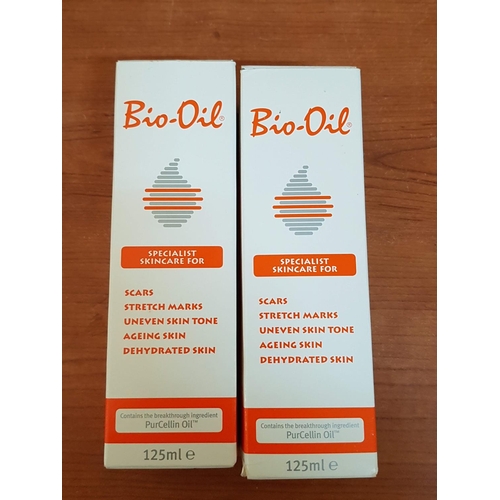 Bio-Oil®
SPECIALIST
SKINCARE FOR
SCARS
STRETCH MARKS
UNEVEN SKIN TONE
AGEING SKIN
DEHYDRATED SKIN
Contains the breakthrough ingredient
PurCellin Oil™
125ml ℮
Bio-Oil®
SPECIALIST
SKINCARE FOR
SCARS
STRETCH MARKS
UNEVEN SKIN TONE
AGEING SKIN
DEHYDRATED SKIN
Contains the breakthrough ingredient
PurCellin Oil™
125ml ℮